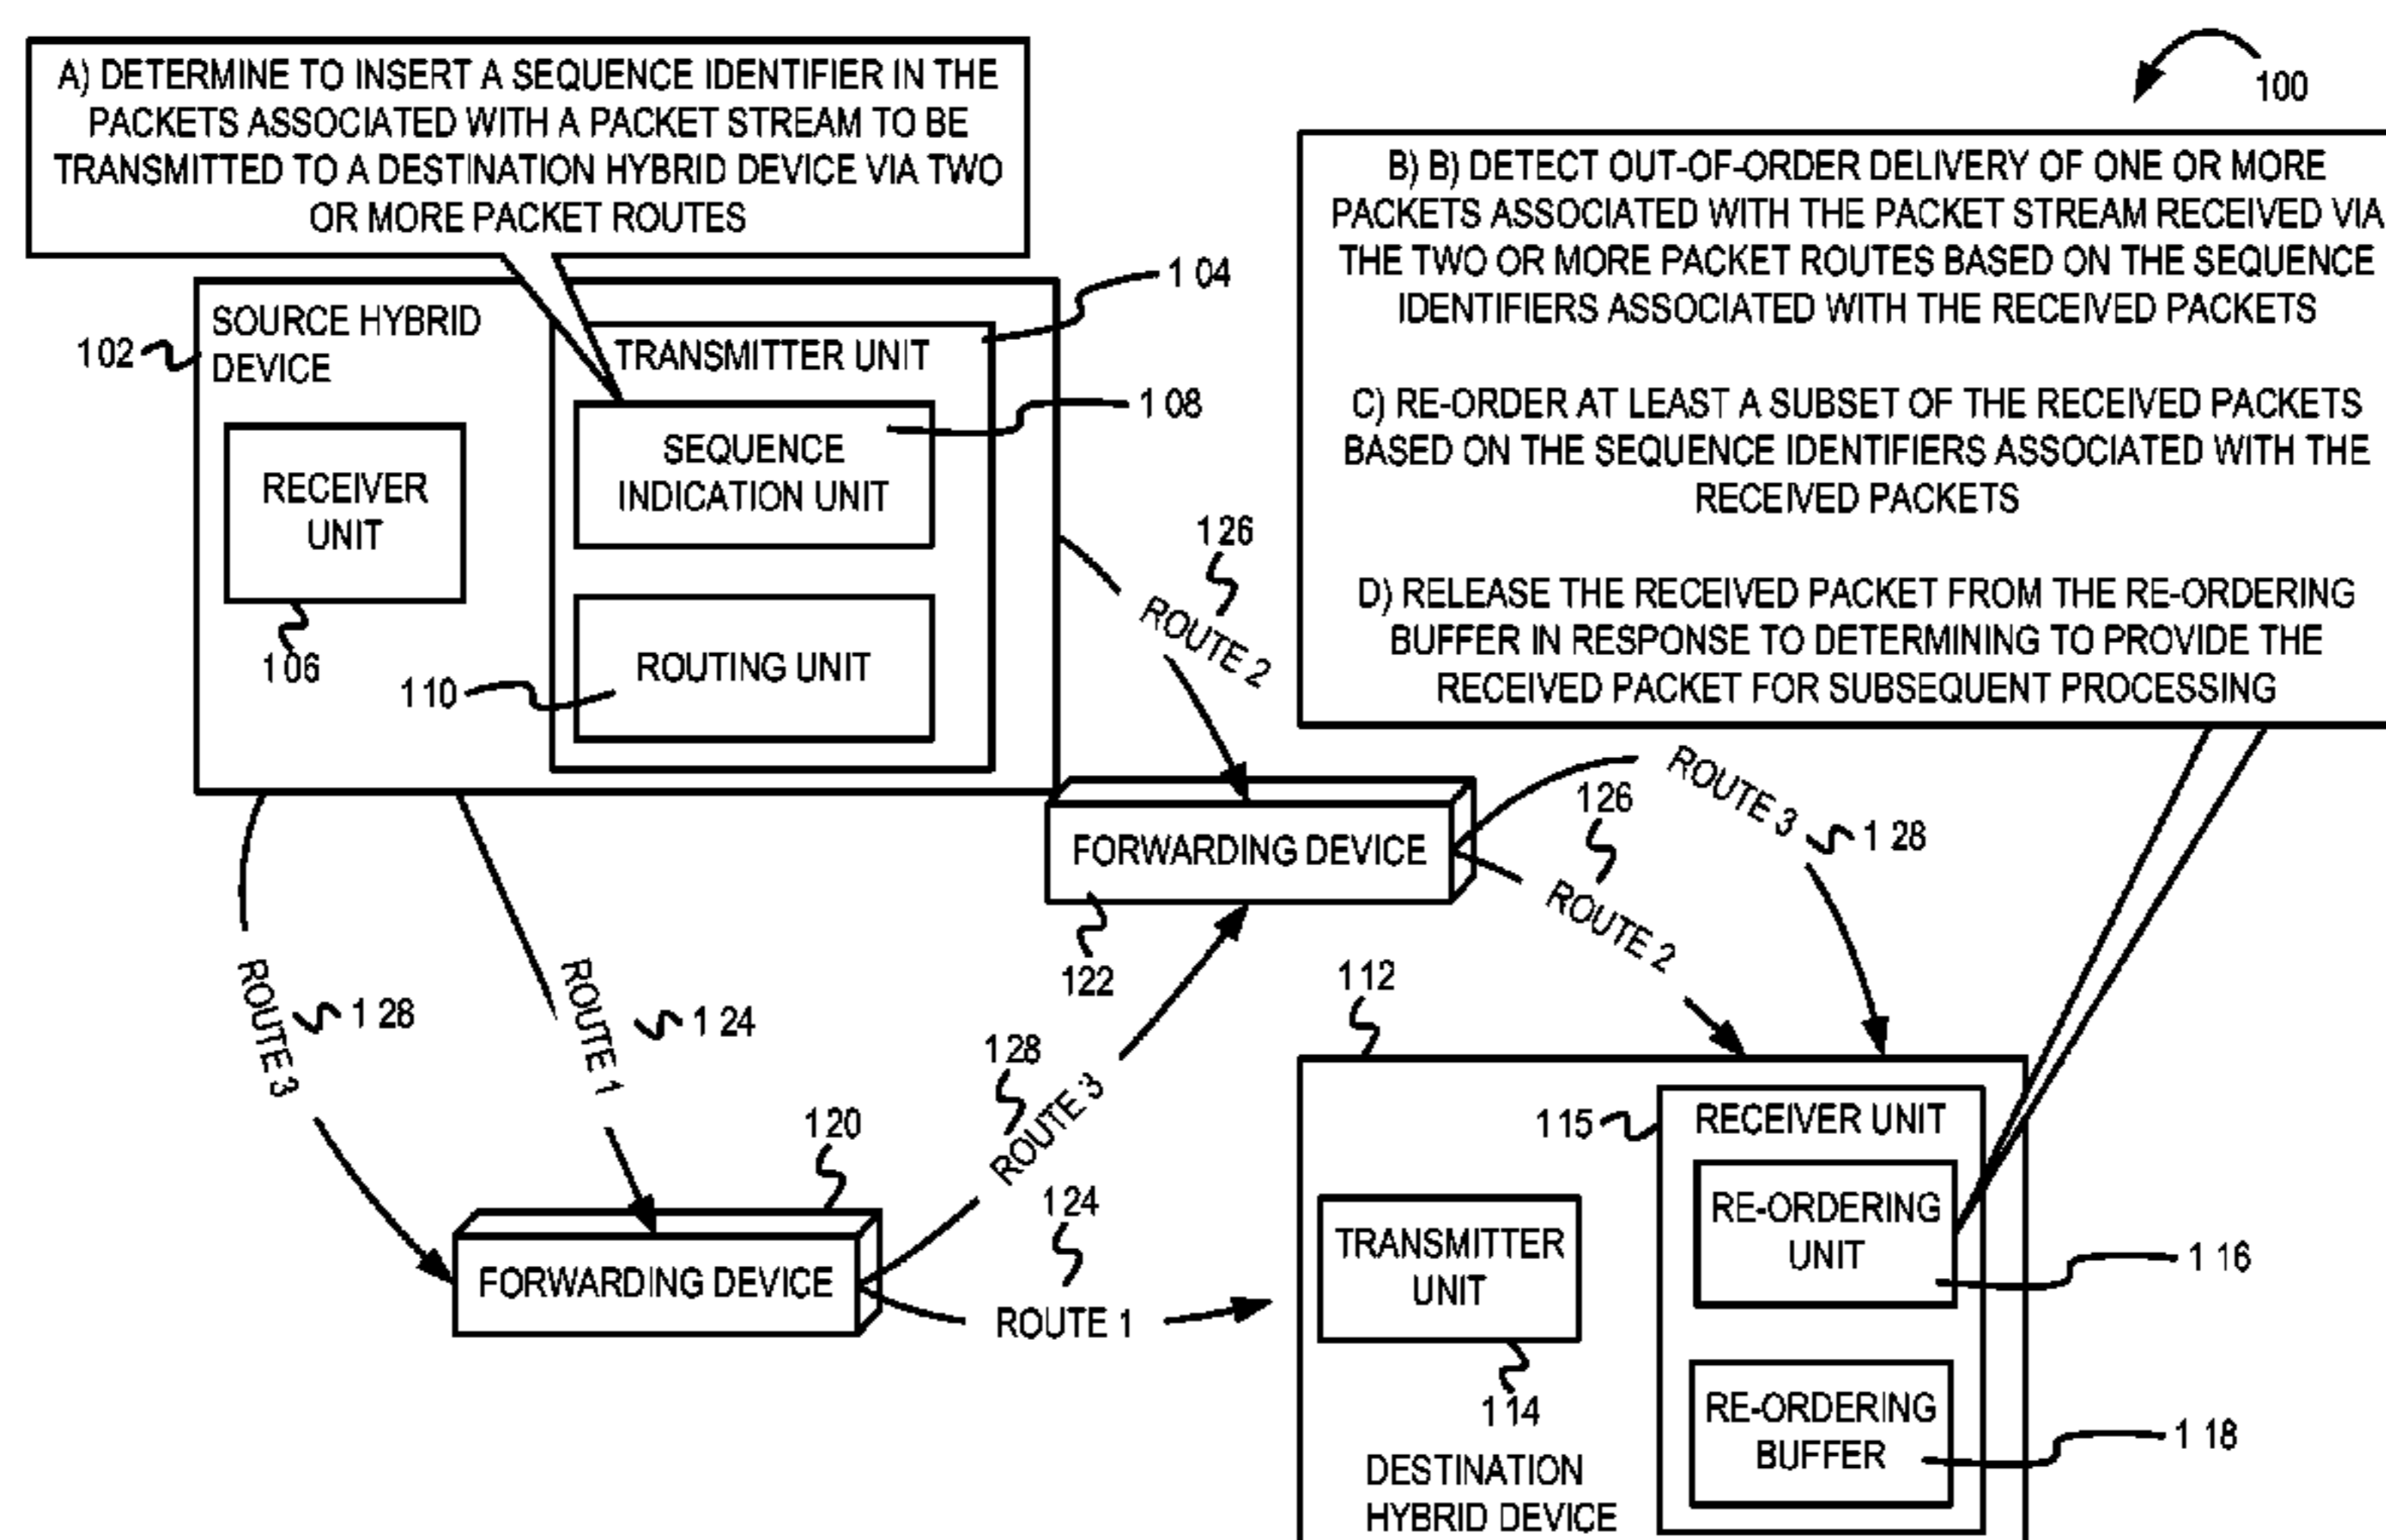 100
A) DETERMINE TO INSERT A SEQUENCE IDENTIFIER IN THE
PACKETS ASSOCIATED WITH A PACKET STREAM TO BE
TRANSMITTED TO A DESTINATION HYBRID DEVICE VIA TWO
OR MORE PACKET ROUTES
B) B) DETECT OUT-OF-ORDER DELIVERY OF ONE OR MORE
PACKETS ASSOCIATED WITH THE PACKET STREAM RECEIVED VIA
THE TWO OR MORE PACKET ROUTES BASED ON THE SEQUENCE
IDENTIFIERS ASSOCIATED WITH THE RECEIVED PACKETS
C) RE-ORDER AT LEAST A SUBSET OF THE RECEIVED PACKETS
BASED ON THE SEQUENCE IDENTIFIERS ASSOCIATED WITH THE
RECEIVED PACKETS
D) RELEASE THE RECEIVED PACKET FROM THE RE-ORDERING
BUFFER IN RESPONSE TO DETERMINING TO PROVIDE THE
RECEIVED PACKET FOR SUBSEQUENT PROCESSING
102
SOURCE HYBRID
DEVICE
104
TRANSMITTER UNIT
108
SEQUENCE
INDICATION UNIT
RECEIVER
UNIT
106
110
ROUTING UNIT
126
ROUTE 2
FORWARDING DEVICE
122
ROUTE 3
128
126
ROUTE 2
ROUTE 3
128
ROUTE 1
124
128
ROUTE 3
120
FORWARDING DEVICE
124
ROUTE 1
112
115
RECEIVER UNIT
RE-ORDERING
UNIT
116
TRANSMITTER
UNIT
114
RE-ORDERING
BUFFER
118
DESTINATION
HYBRID DEVICE